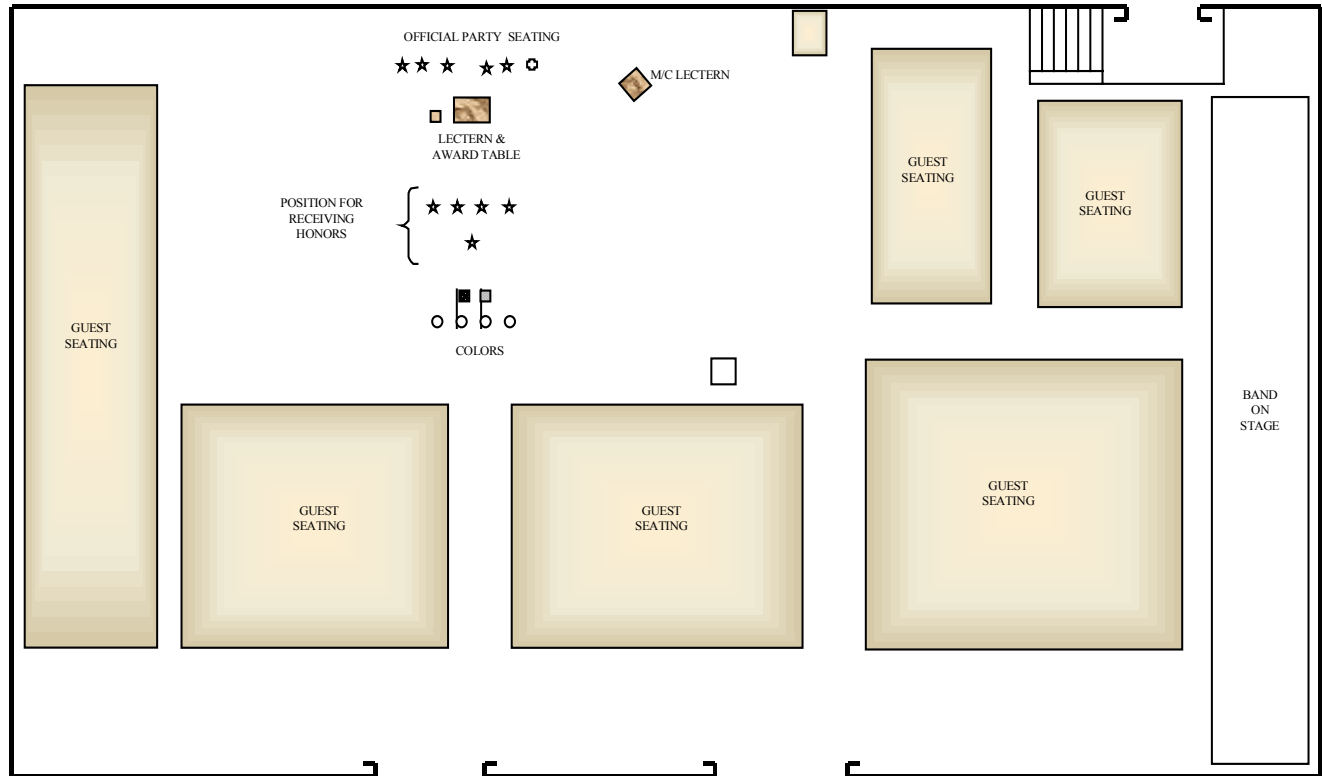 OFFICIAL PARTY SEATING
M/C LECTERN
LECTERN &
AWARD TABLE
POSITION FOR
RECEIVING
HONORS
COLORS
GUEST
SEATING
GUEST
SEATING
GUEST
SEATING
GUEST
SEATING
GUEST
SEATING
GUEST
SEATING
BAND
ON
STAGE